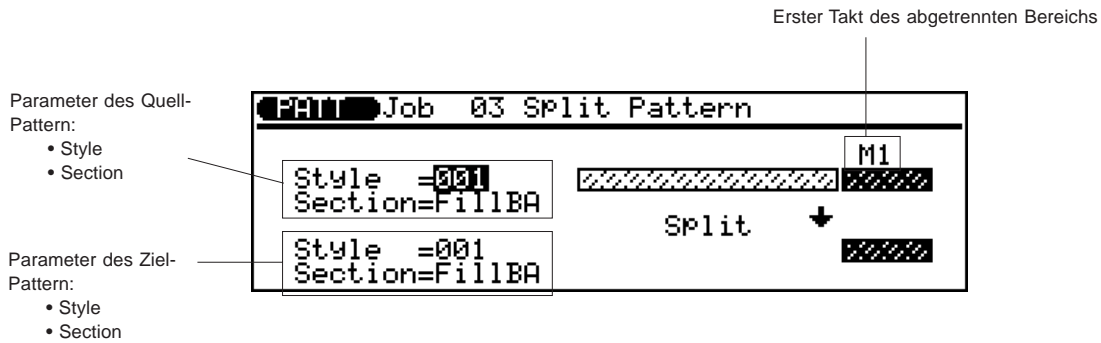 Erster Takt des abgetrennten Bereichs
Parameter des Quell-
Pattern:
• Style
• Section
PATT Job 03 Split Pattern
M1
Style =001
Section=FillBA
Split
Style =001
Section=FillBA
Parameter des Ziel-
Pattern:
• Style
• Section